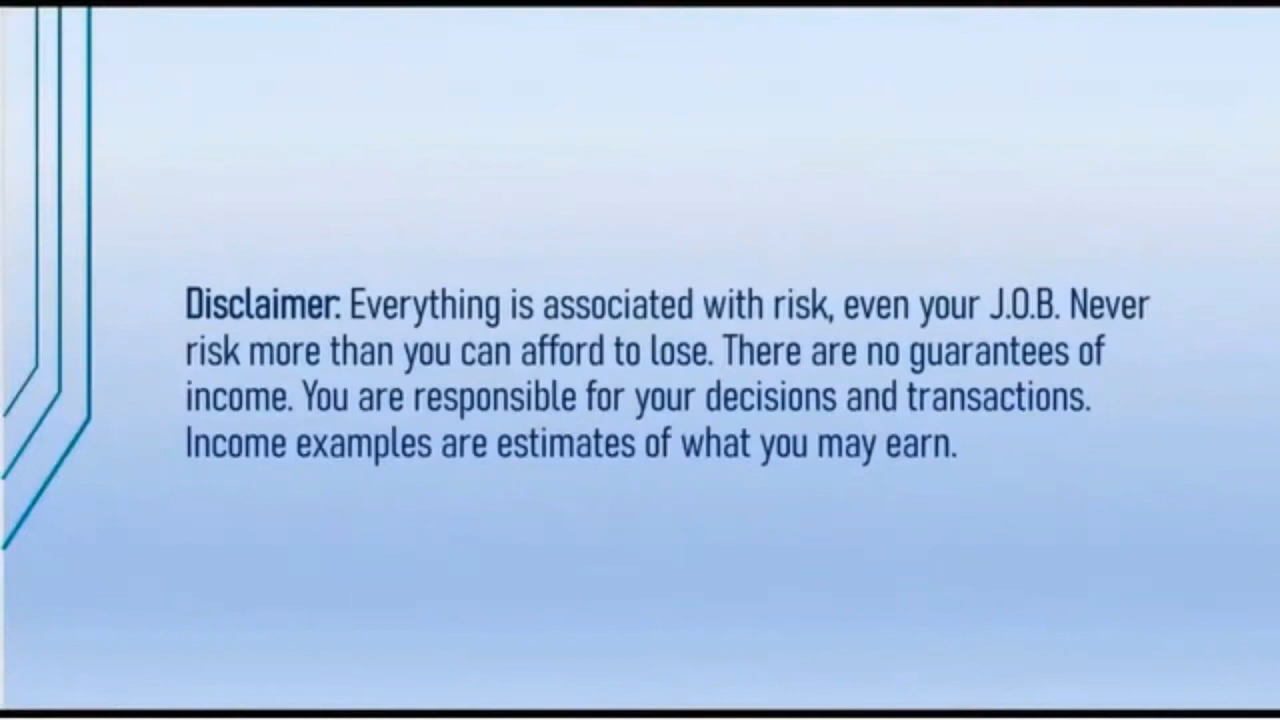 Disclaimer: Everything is associated with risk, even your J.O.B. Never
risk more than you can afford to lose. There are no guarantees of
income. You are responsible for your decisions and transactions.
Income examples are estimates of what you may earn.